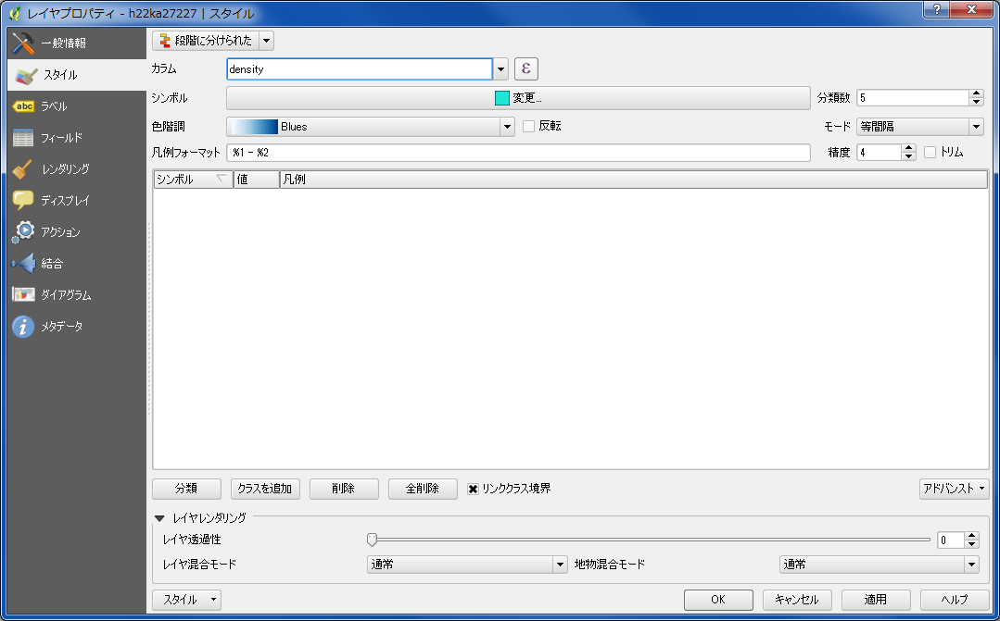 レイヤプロパティ - h22ka27227 | スタイル
一般情報
スタイル
abc ラベル
フィールド
レンダリング
ディスプレイ
アクション
結合
ダイアグラム
メタデータ
段階に分けられた
カラム density ε
シンボル 変更... 分類数 5
色階調 Blues 反転 モード 等間隔
凡例フォーマット %1 - %2 精度 4 トリム
シンボル 値 凡例
分類 クラスを追加 削除 全削除 リンククラス境界 アドバンスト
レイヤレンダリング
レイヤ透過性 0
レイヤ混合モード 通常 地物混合モード 通常
スタイル OK キャンセル 適用 ヘルプ